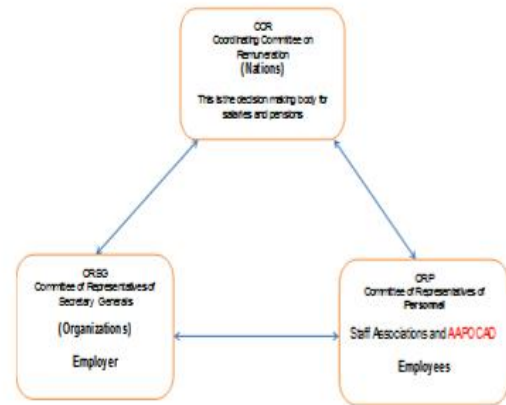 CCR
Coordinating Committee on
Remuneration
(Nations)
This is the decision making body for
salaries and pensions
CRSG
Committee of Representatives of
Secretary Generals
(Organizations)
Employer
CRP
Committee of Representatives of
Personnel
Staff Associations and AAPOCAD
Employees